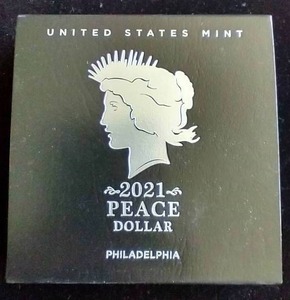 UNITED STATES MINT
2021
PEACE
DOLLAR
PHILADELPHIA